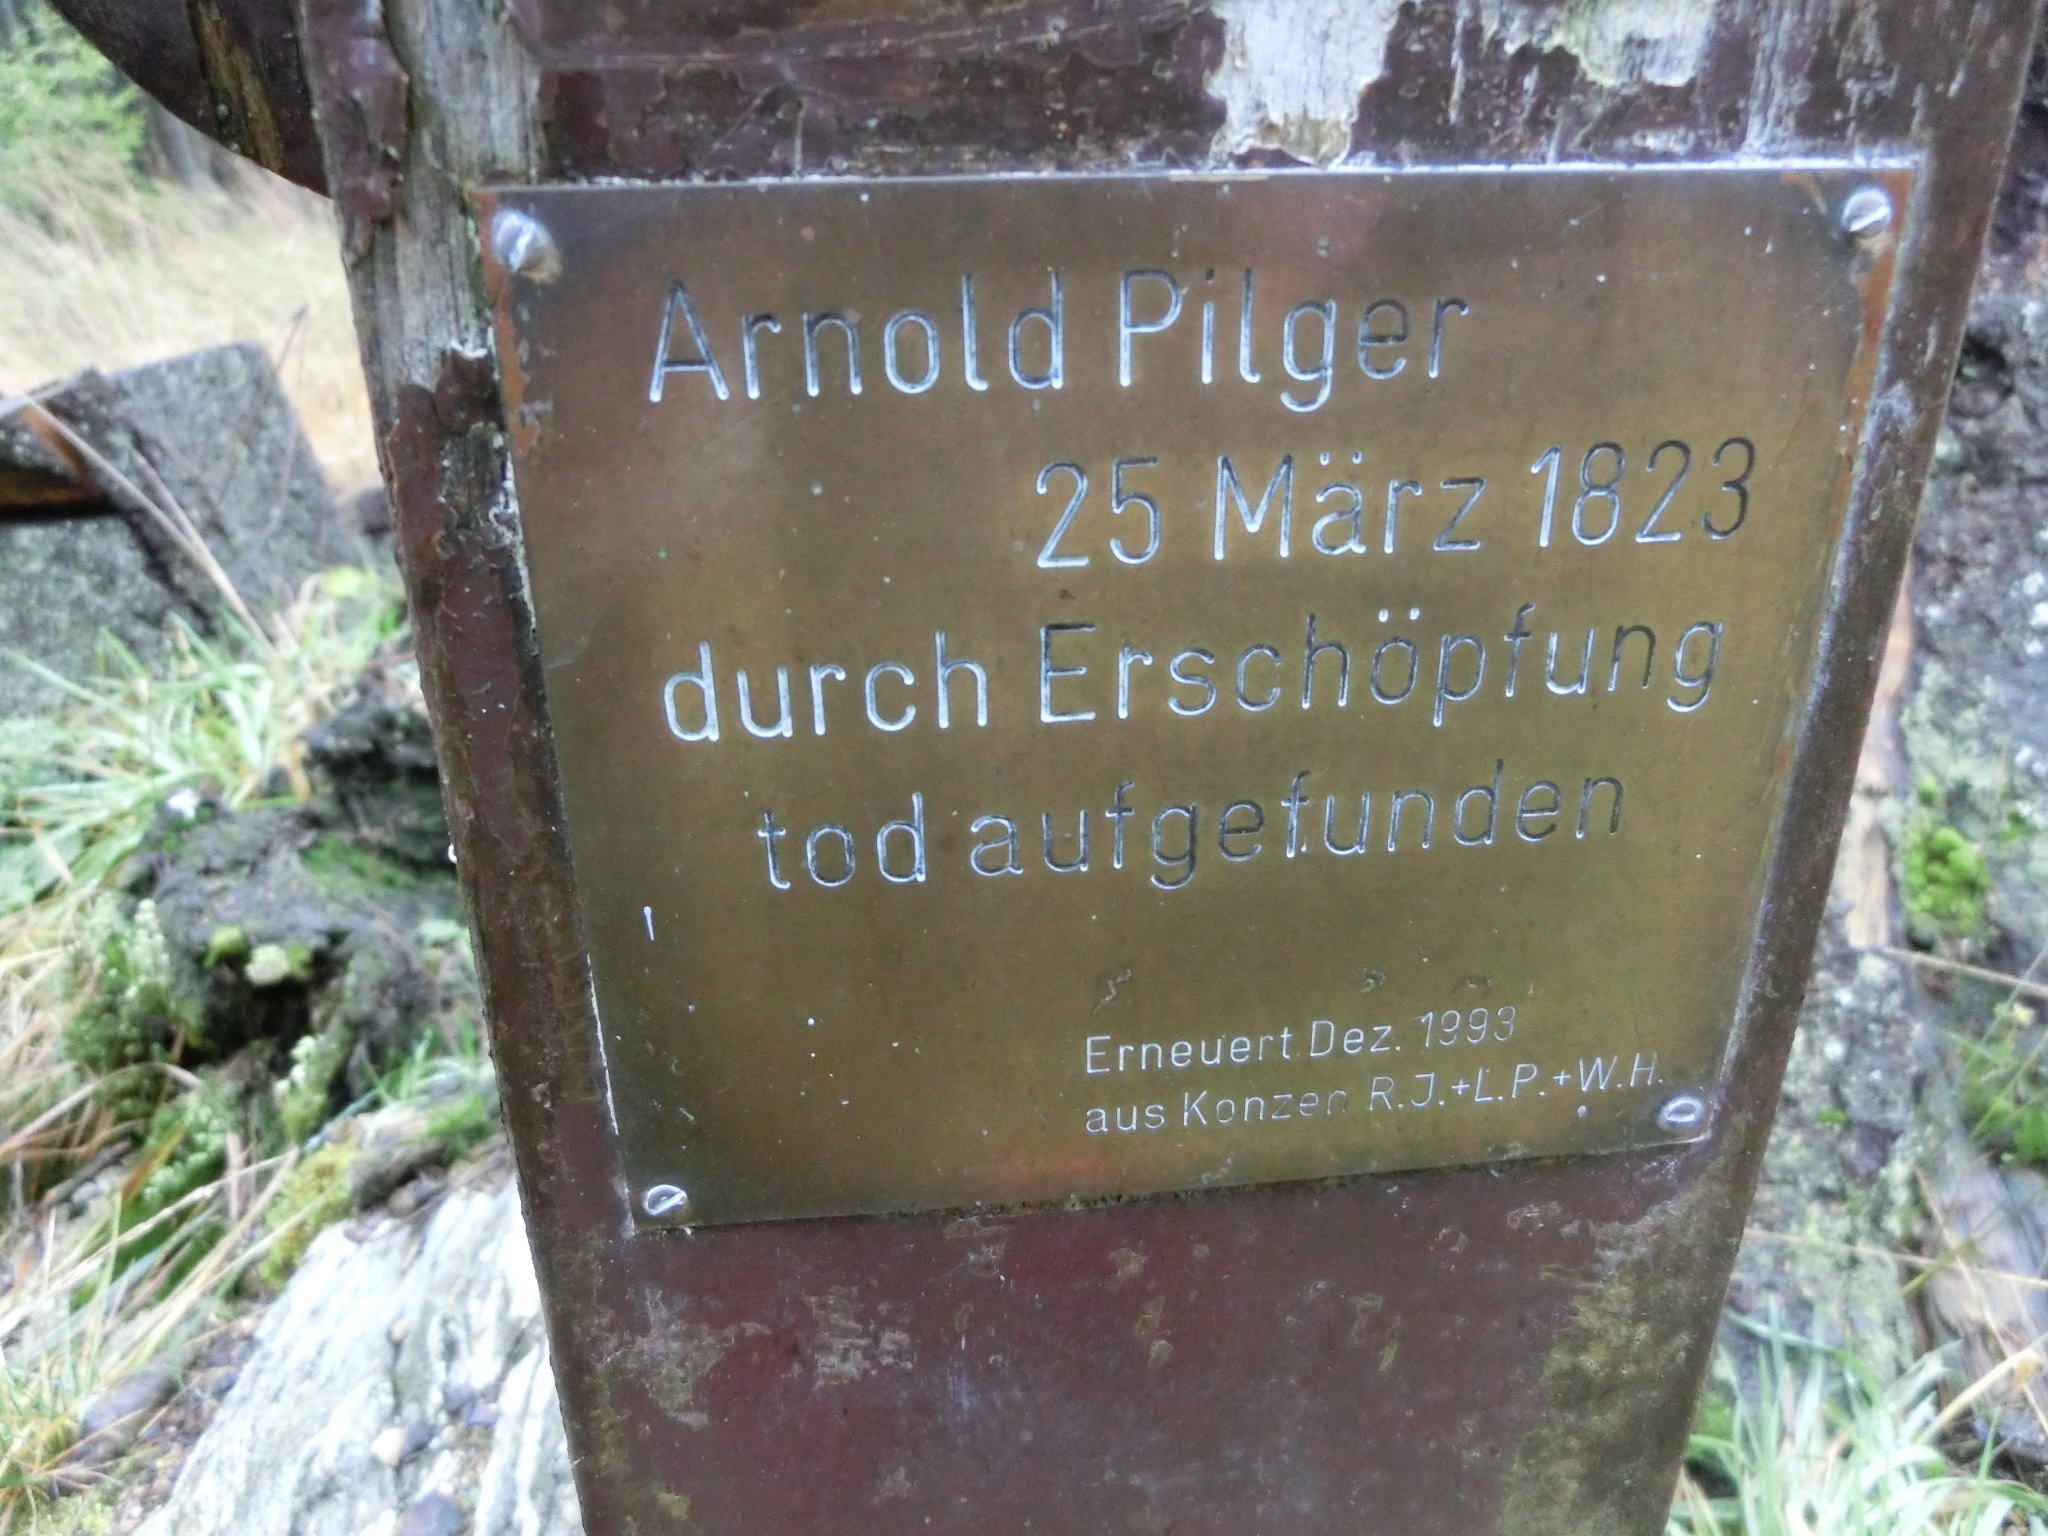 Arnold Pilger
25 März 1823
durch Erschöpfung
tod aufgefunden
Erneuert Dez. 1993
aus Konzen R.J.+L.P.+W.H.